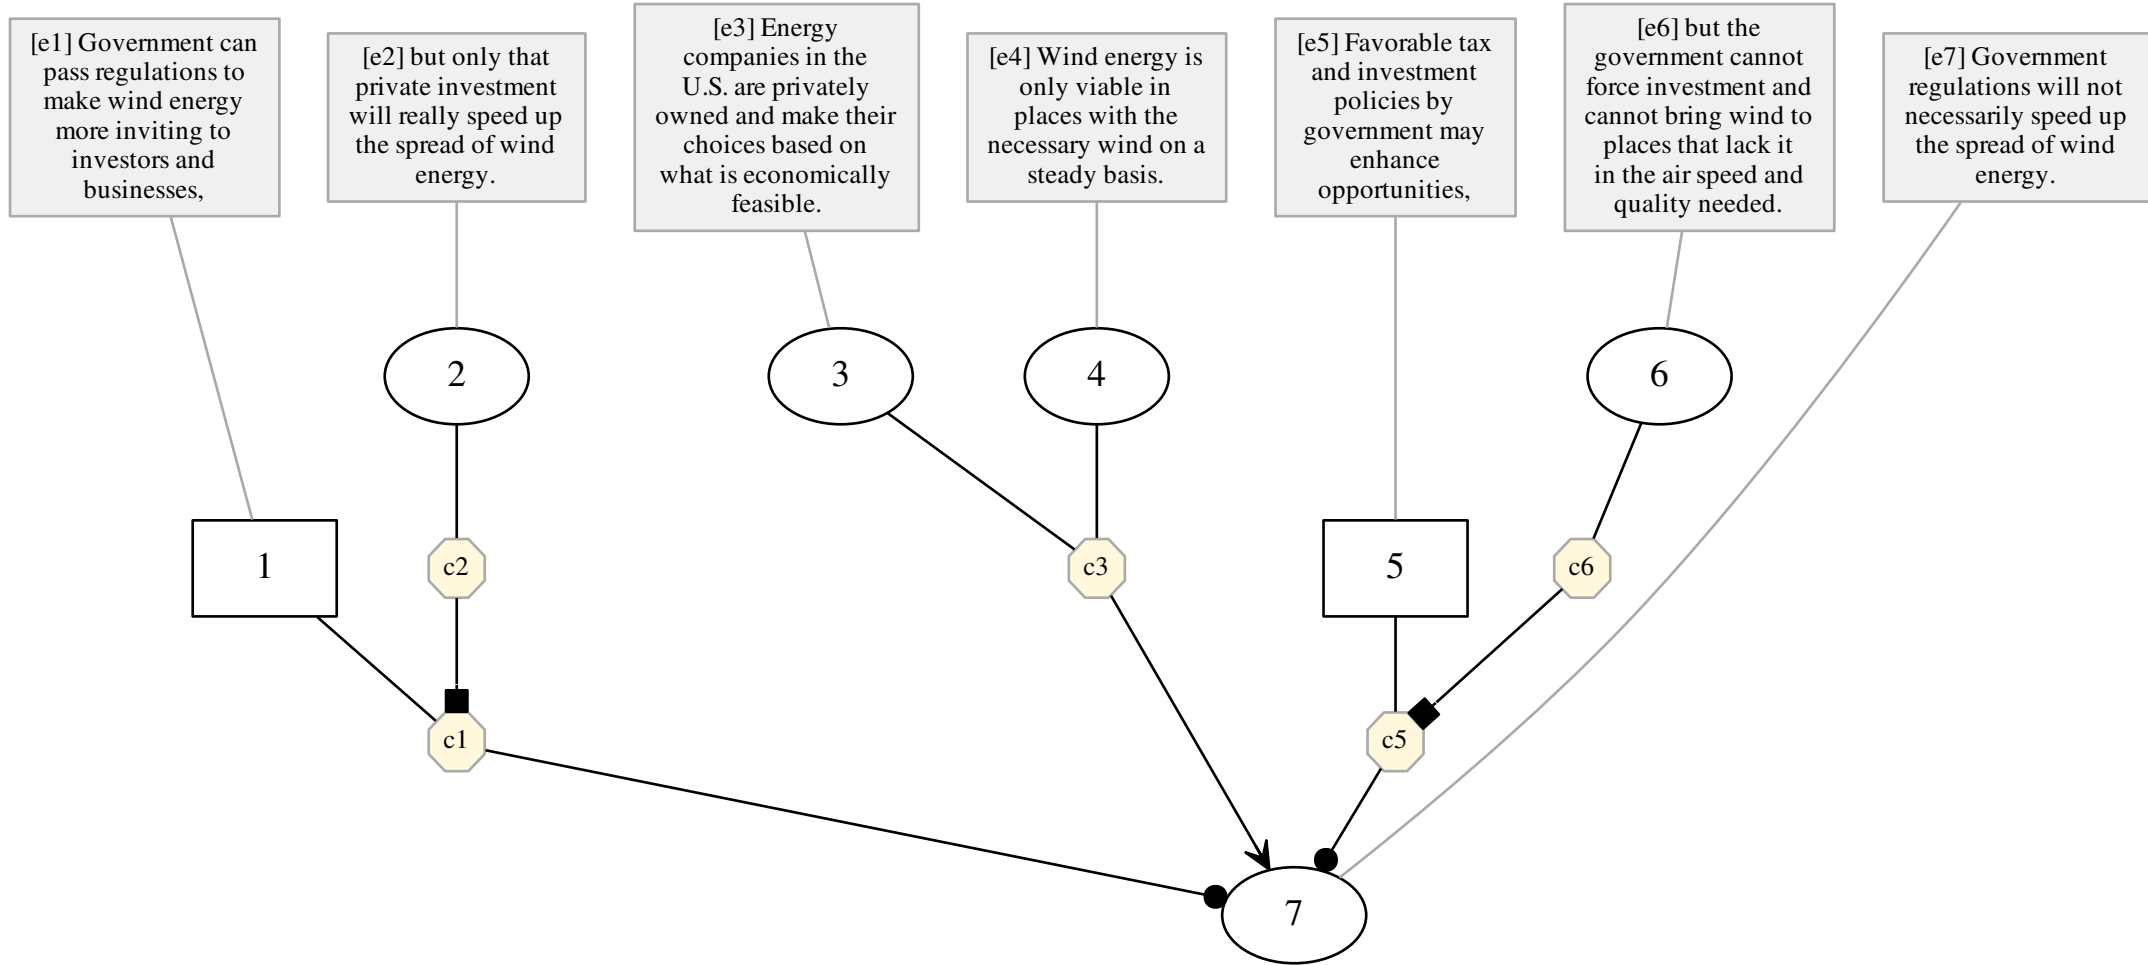 [e1] Government can
pass regulations to
make wind energy
more inviting to
investors and
businesses,
[e2] but only that
private investment
will really speed up
the spread of wind
energy.
[e3] Energy
companies in the
U.S. are privately
owned and make their
choices based on
what is economically
feasible.
[e4] Wind energy is
only viable in
places with the
necessary wind on a
steady basis.
[e5] Favorable tax
and investment
policies by
government may
enhance
opportunities,
[e6] but the
government cannot
force investment and
cannot bring wind to
places that lack it
in the air speed and
quality needed.
[e7] Government
regulations will not
necessarily speed up
the spread of wind
energy.
2
3
4
6
1
c2
c3
5
c6
c1
c5
7